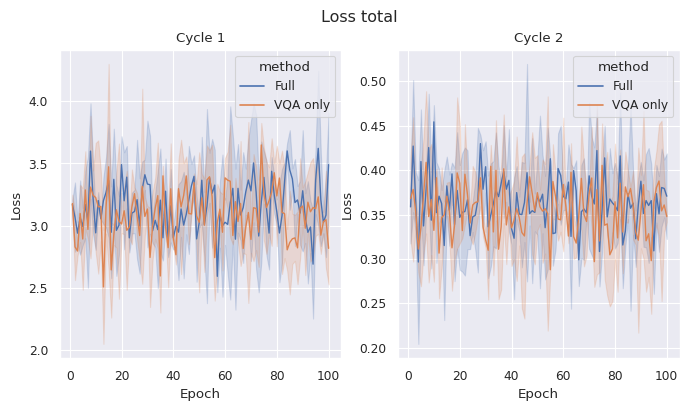 Loss total
Cycle 1
Loss
4.0
3.5
3.0
2.5
2.0
0
20
40
60
80
100
Epoch
method
Full
VQA only
Cycle 2
Loss
0.50
0.45
0.40
0.35
0.30
0.25
0.20
0
20
40
60
80
100
Epoch
method
Full
VQA only